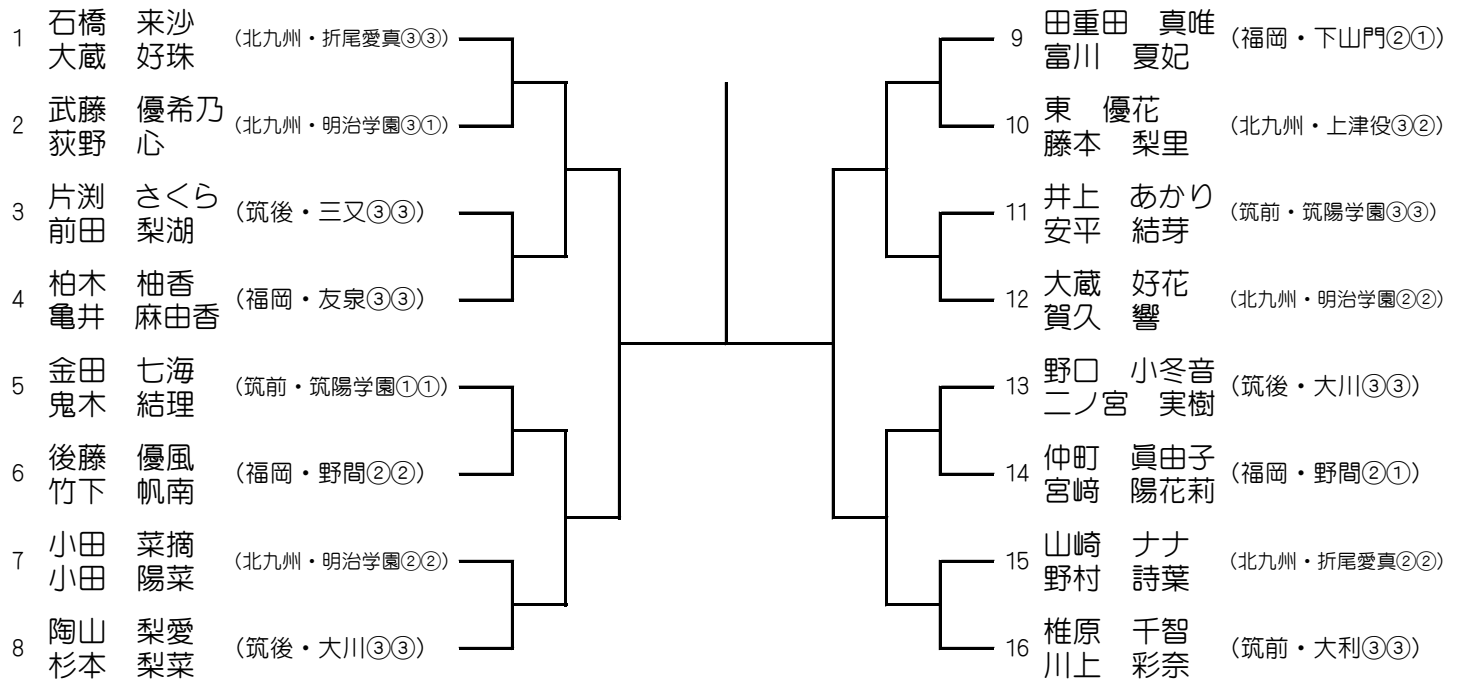 1 石橋　来沙 (北九州・折尾愛真③③)
大蔵　好珠
2 武藤　優希乃 (北九州・明治学園③①)
荻野　心
3 片渕　さくら (筑後・三又③③)
前田　梨湖
4 柏木　柚香 (福岡・友泉③③)
亀井　麻由香
5 金田　七海 (筑前・筑陽学園①①)
鬼木　結理
6 後藤　優風 (福岡・野間②②)
竹下　帆南
7 小田　菜摘 (北九州・明治学園②②)
小田　陽菜
8 陶山　梨愛 (筑後・大川③③)
杉本　梨菜
9 田重田　真唯 (福岡・下山門②①)
富川　夏妃
10 東　優花 (北九州・上津役③②)
藤本　梨里
11 井上　あかり (筑前・筑陽学園③③)
安平　結芽
12 大蔵　好花 (北九州・明治学園②②)
賀久　響
13 野口　小冬音 (筑後・大川③③)
二ノ宮　実樹
14 仲町　眞由子 (福岡・野間②①)
宮﨑　陽花莉
15 山崎　ナナ (北九州・折尾愛真②②)
野村　詩葉
16 椎原　千智 (筑前・大利③③)
川上　彩奈